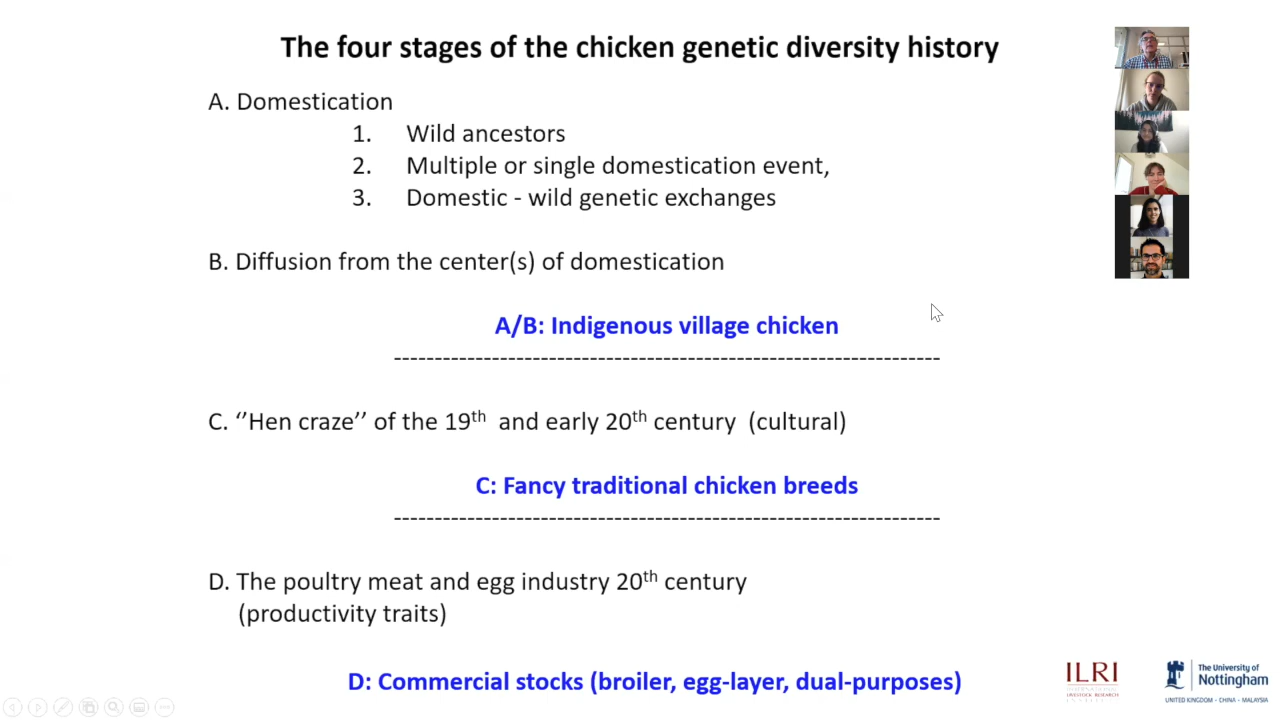 The four stages of the chicken genetic diversity history
A. Domestication
1. Wild ancestors
2. Multiple or single domestication event,
3. Domestic - wild genetic exchanges
B. Diffusion from the center(s) of domestication
A/B: Indigenous village chicken
-------------------------------------------------------------------
C. ‘’Hen craze’’ of the 19th and early 20th century (cultural)
C: Fancy traditional chicken breeds
-------------------------------------------------------------------
D. The poultry meat and egg industry 20th century
(productivity traits)
D: Commercial stocks (broiler, egg-layer, dual-purposes)
ILRI
INTERNATIONAL
LIVESTOCK RESEARCH
The University of
Nottingham
UNITED KINGDOM · CHINA · MALAYSIA